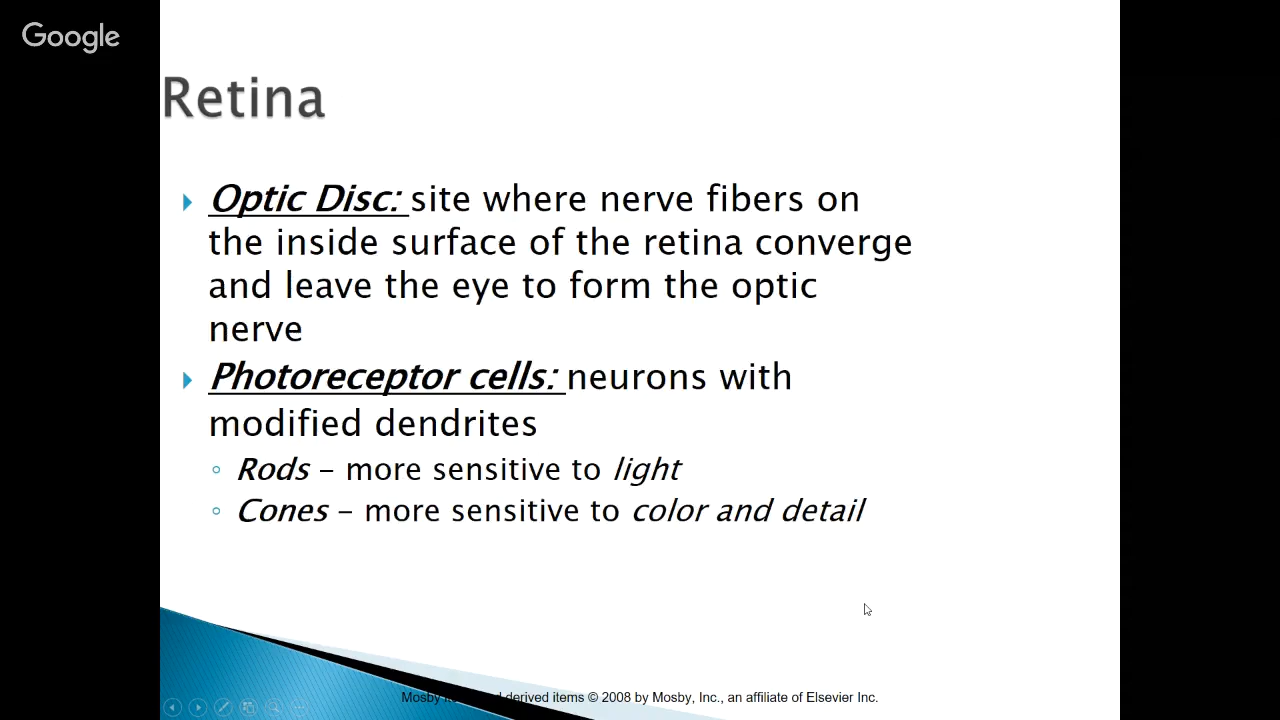 Google
Retina
Optic Disc: site where nerve fibers on
the inside surface of the retina converge
and leave the eye to form the optic
nerve
Photoreceptor cells: neurons with
modified dendrites
Rods – more sensitive to light
Cones – more sensitive to color and detail
Mosby derived items © 2008 by Mosby, Inc., an affiliate of Elsevier Inc.